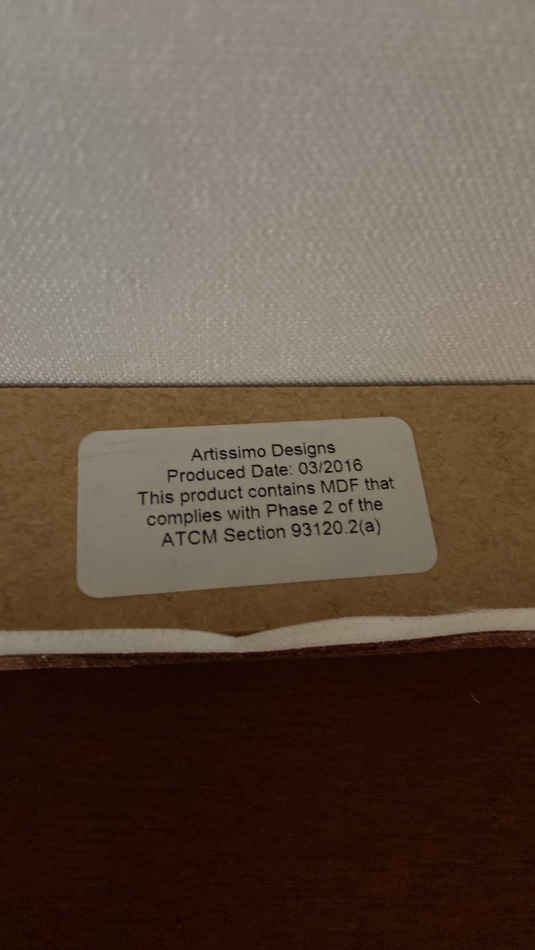 Artissimo Designs
Produced Date: 03/2016
This product contains MDF that
complies with Phase 2 of the
ATCM Section 93120.2(a)